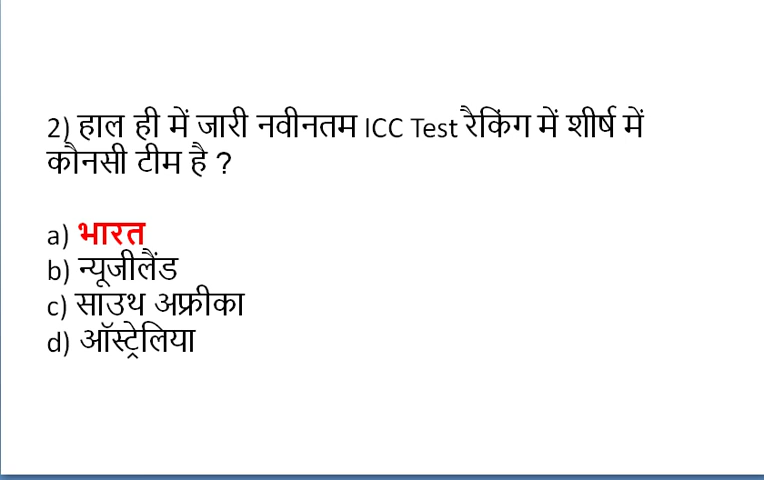 2) हाल ही में जारी नवीनतम ICC Test रैकिंग में शीर्ष में
कौनसी टीम है ?
a) भारत
b) न्यूजीलैंड
c) साउथ अफ्रीका
d) ऑस्ट्रेलिया